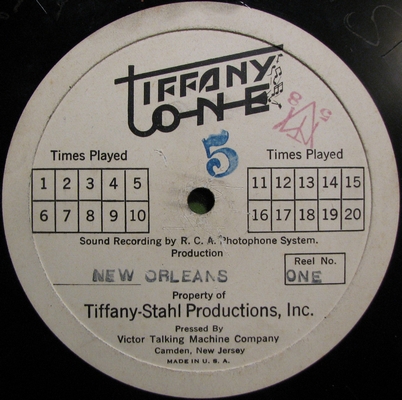 TIFFANY
TONE
5
Times Played
1 2 3 4 5
6 7 8 9 10
Times Played
11 12 13 14 15
16 17 18 19 20
Sound Recording by R. C. A. Photophone System.
Production
NEW ORLEANS
Reel No.
ONE
Property of
Tiffany-Stahl Productions, Inc.
Pressed By
Victor Talking Machine Company
Camden, New Jersey
MADE IN U. S. A.